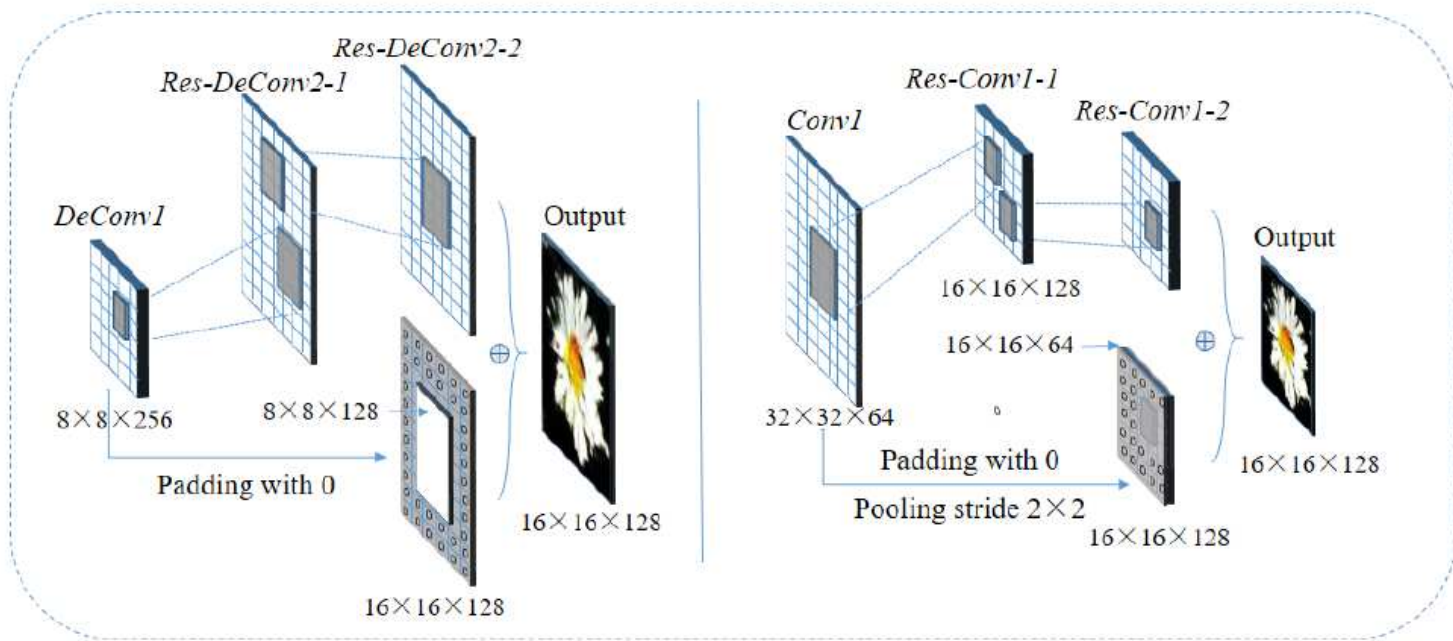 Res-DeConv2-2
Res-DeConv2-1
DeConv1
Output
8×8×256
8×8×128
Padding with 0
16×16×128
16×16×128
Res-Conv1-1
Conv1
Res-Conv1-2
Output
16×16×128
16×16×64
32×32×64
Padding with 0
Pooling stride 2×2
16×16×128
16×16×128